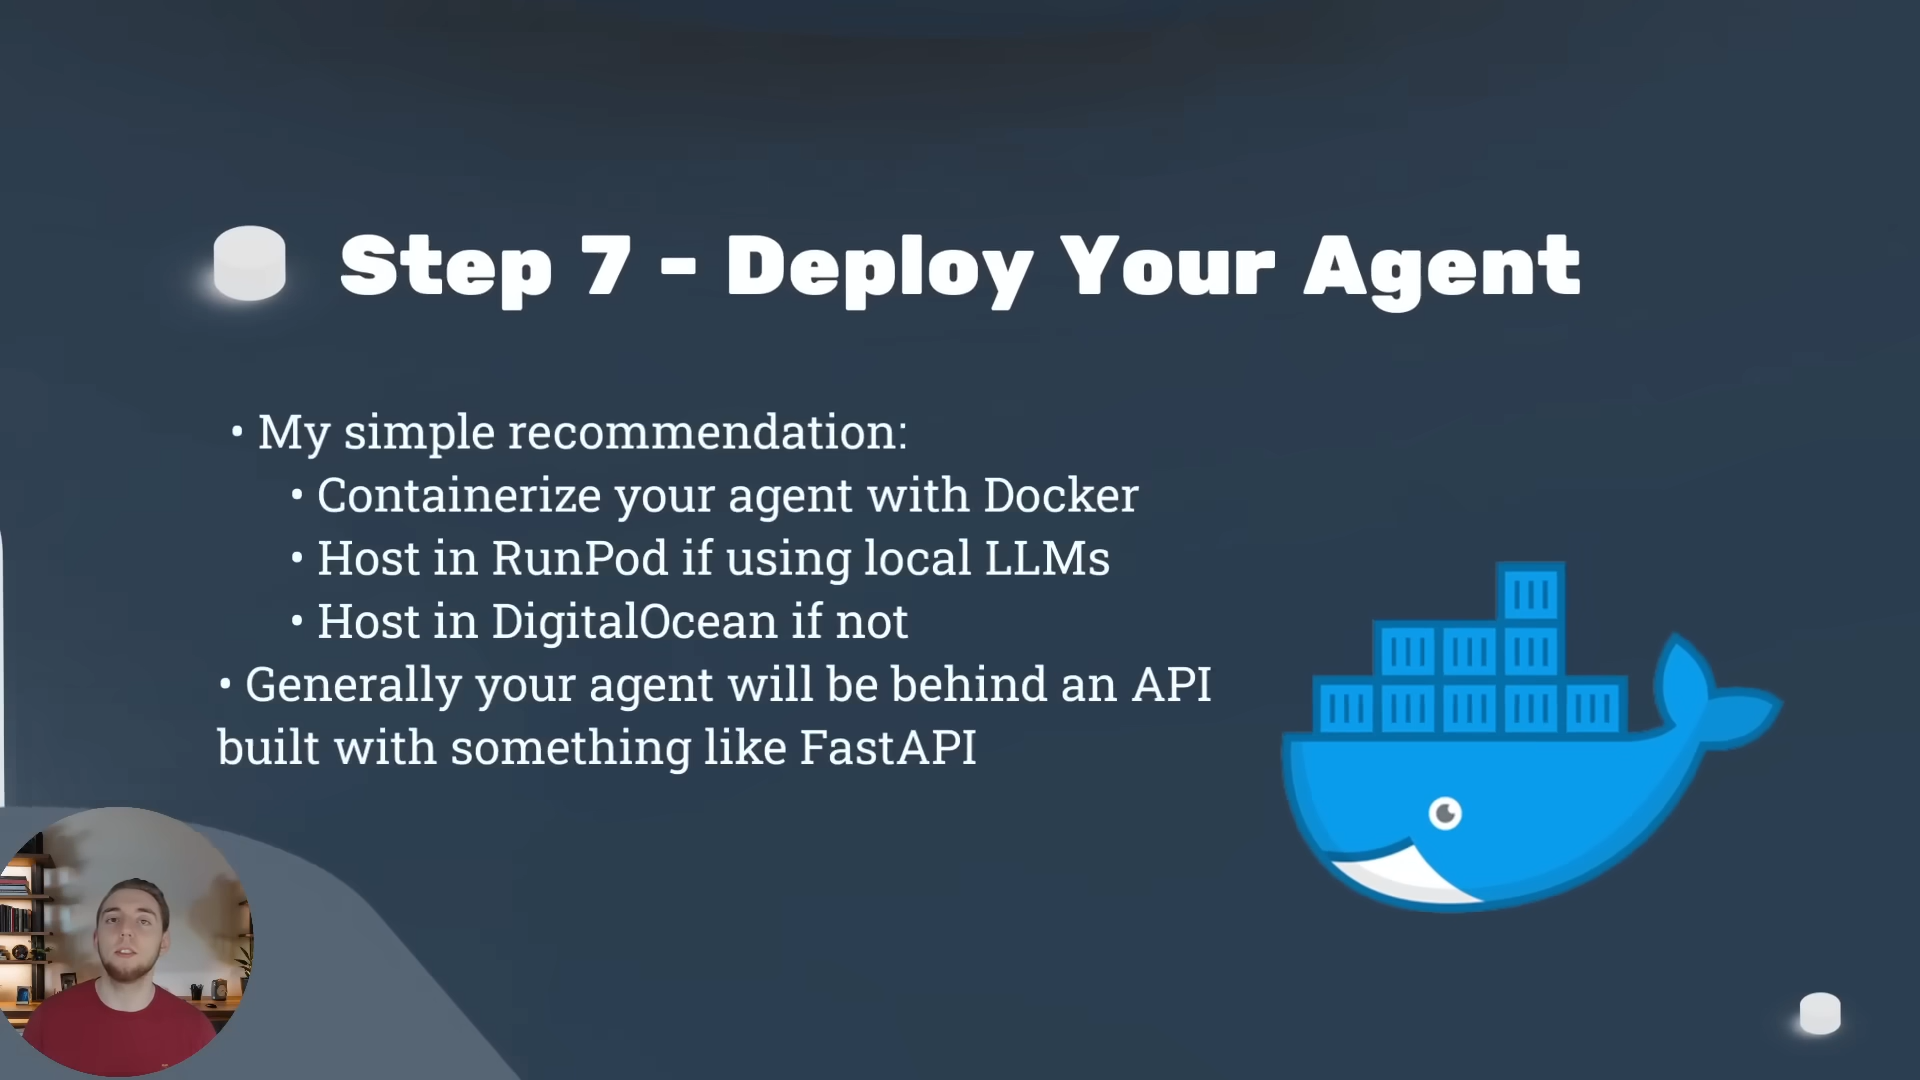 Step 7 - Deploy Your Agent
• My simple recommendation:
• Containerize your agent with Docker
• Host in RunPod if using local LLMs
• Host in DigitalOcean if not
• Generally your agent will be behind an API
built with something like FastAPI